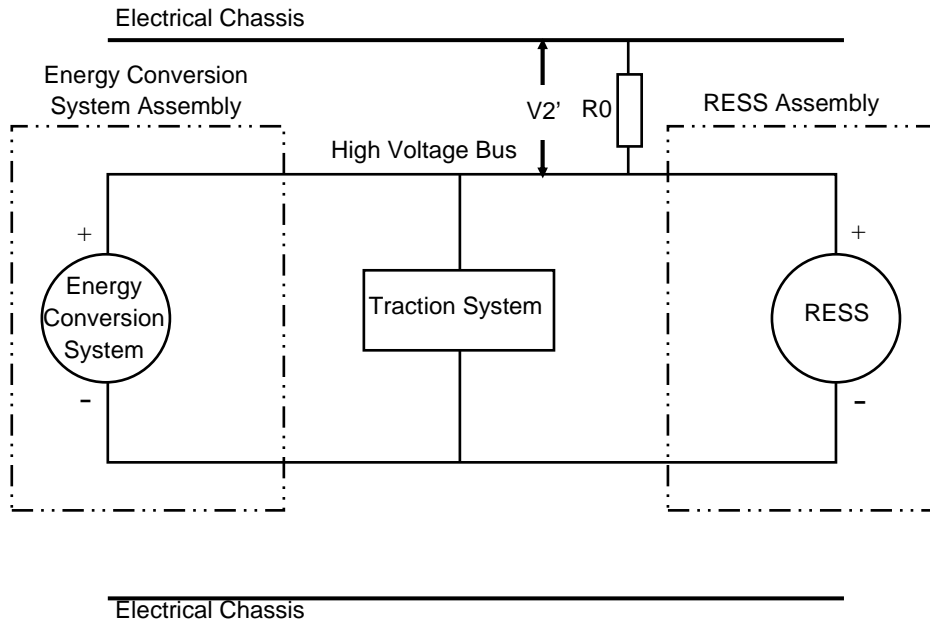 Electrical Chassis
Energy Conversion
System Assembly
V2’
R0
RESS Assembly
High Voltage Bus
+
+
Energy
Conversion
System
Traction System
RESS
-
-
Electrical Chassis